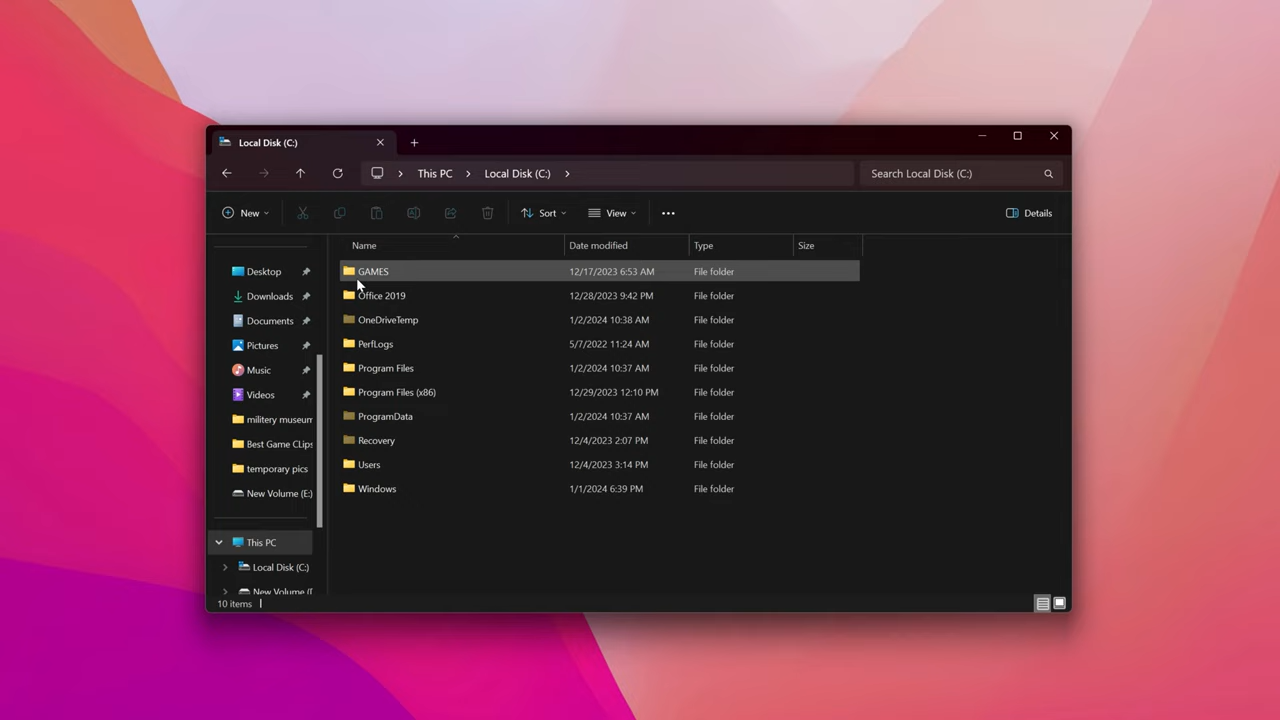 Local Disk (C:)
This PC Local Disk (C:) Search Local Disk (C:)
New Sort View Details
Name Date modified Type Size
Desktop
Downloads
Documents
Pictures
Music
Videos
militery museum
Best Game CLips
temporary pics
New Volume (E:)
This PC
Local Disk (C:)
New Volume (
GAMES 12/17/2023 6:53 AM File folder
Office 2019 12/28/2023 9:42 PM File folder
OneDriveTemp 1/2/2024 10:38 AM File folder
PerfLogs 5/7/2022 11:24 AM File folder
Program Files 1/2/2024 10:37 AM File folder
Program Files (x86) 12/29/2023 12:10 PM File folder
ProgramData 1/2/2024 10:37 AM File folder
Recovery 12/4/2023 2:07 PM File folder
Users 12/4/2023 3:14 PM File folder
Windows 1/1/2024 6:39 PM File folder
10 items